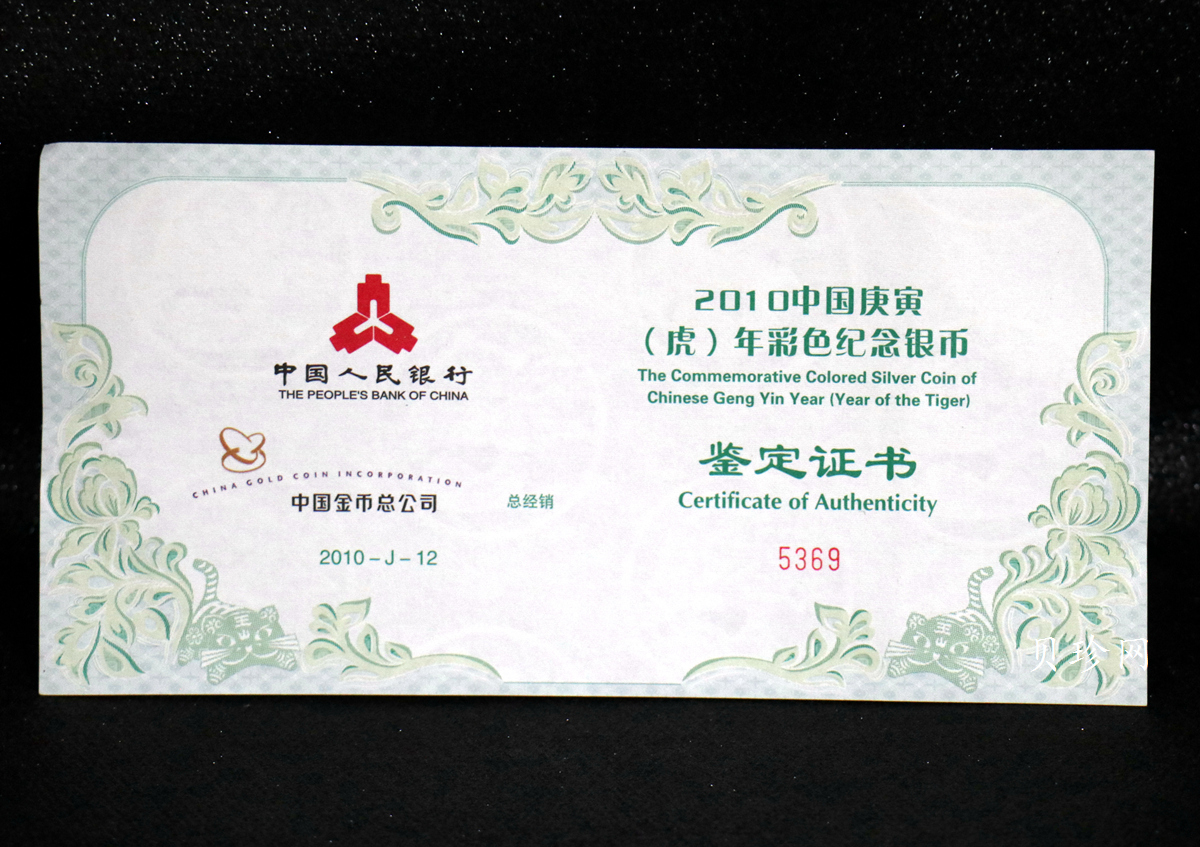 中国人民银行
THE PEOPLE'S BANK OF CHINA
CHINA GOLD COIN INCORPORATION
中国金币总公司
总经销
2010-J-12
2010中国庚寅
（虎）年彩色纪念银币
The Commemorative Colored Silver Coin of
Chinese Geng Yin Year (Year of the Tiger)
鉴定证书
Certificate of Authenticity
5369
王
王
贝珍网